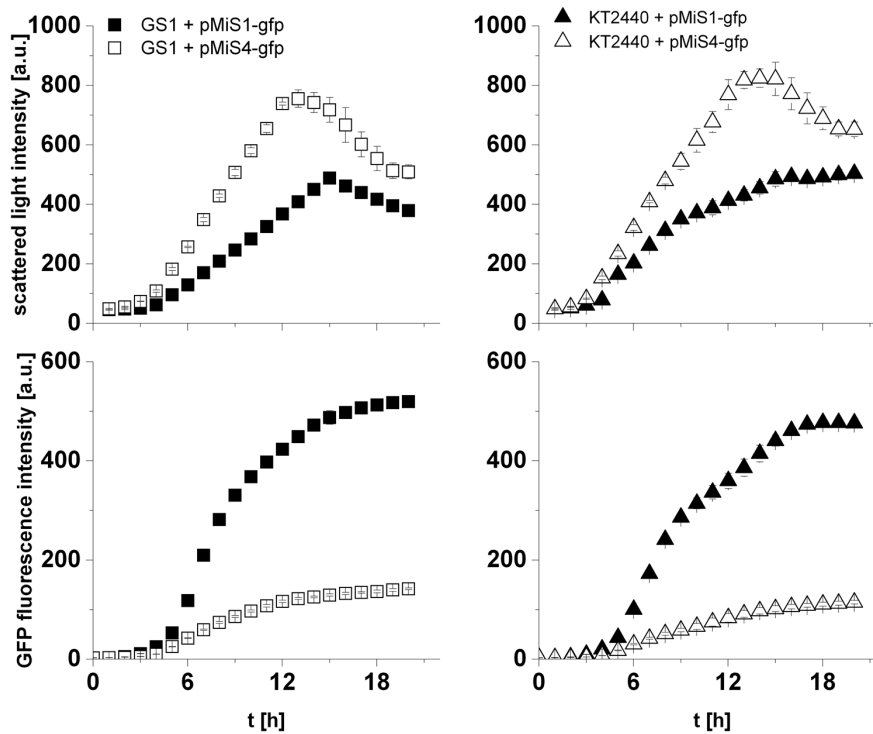 GS1 + pMiS1-gfp
GS1 + pMiS4-gfp
KT2440 + pMiS1-gfp
KT2440 + pMiS4-gfp
scattered light intensity [a.u.]
1000
800
600
400
200
0
1000
800
600
400
200
0
GFP fluorescence intensity [a.u.]
600
400
200
0
600
400
200
0
0 6 12 18
0 6 12 18
t [h]
t [h]